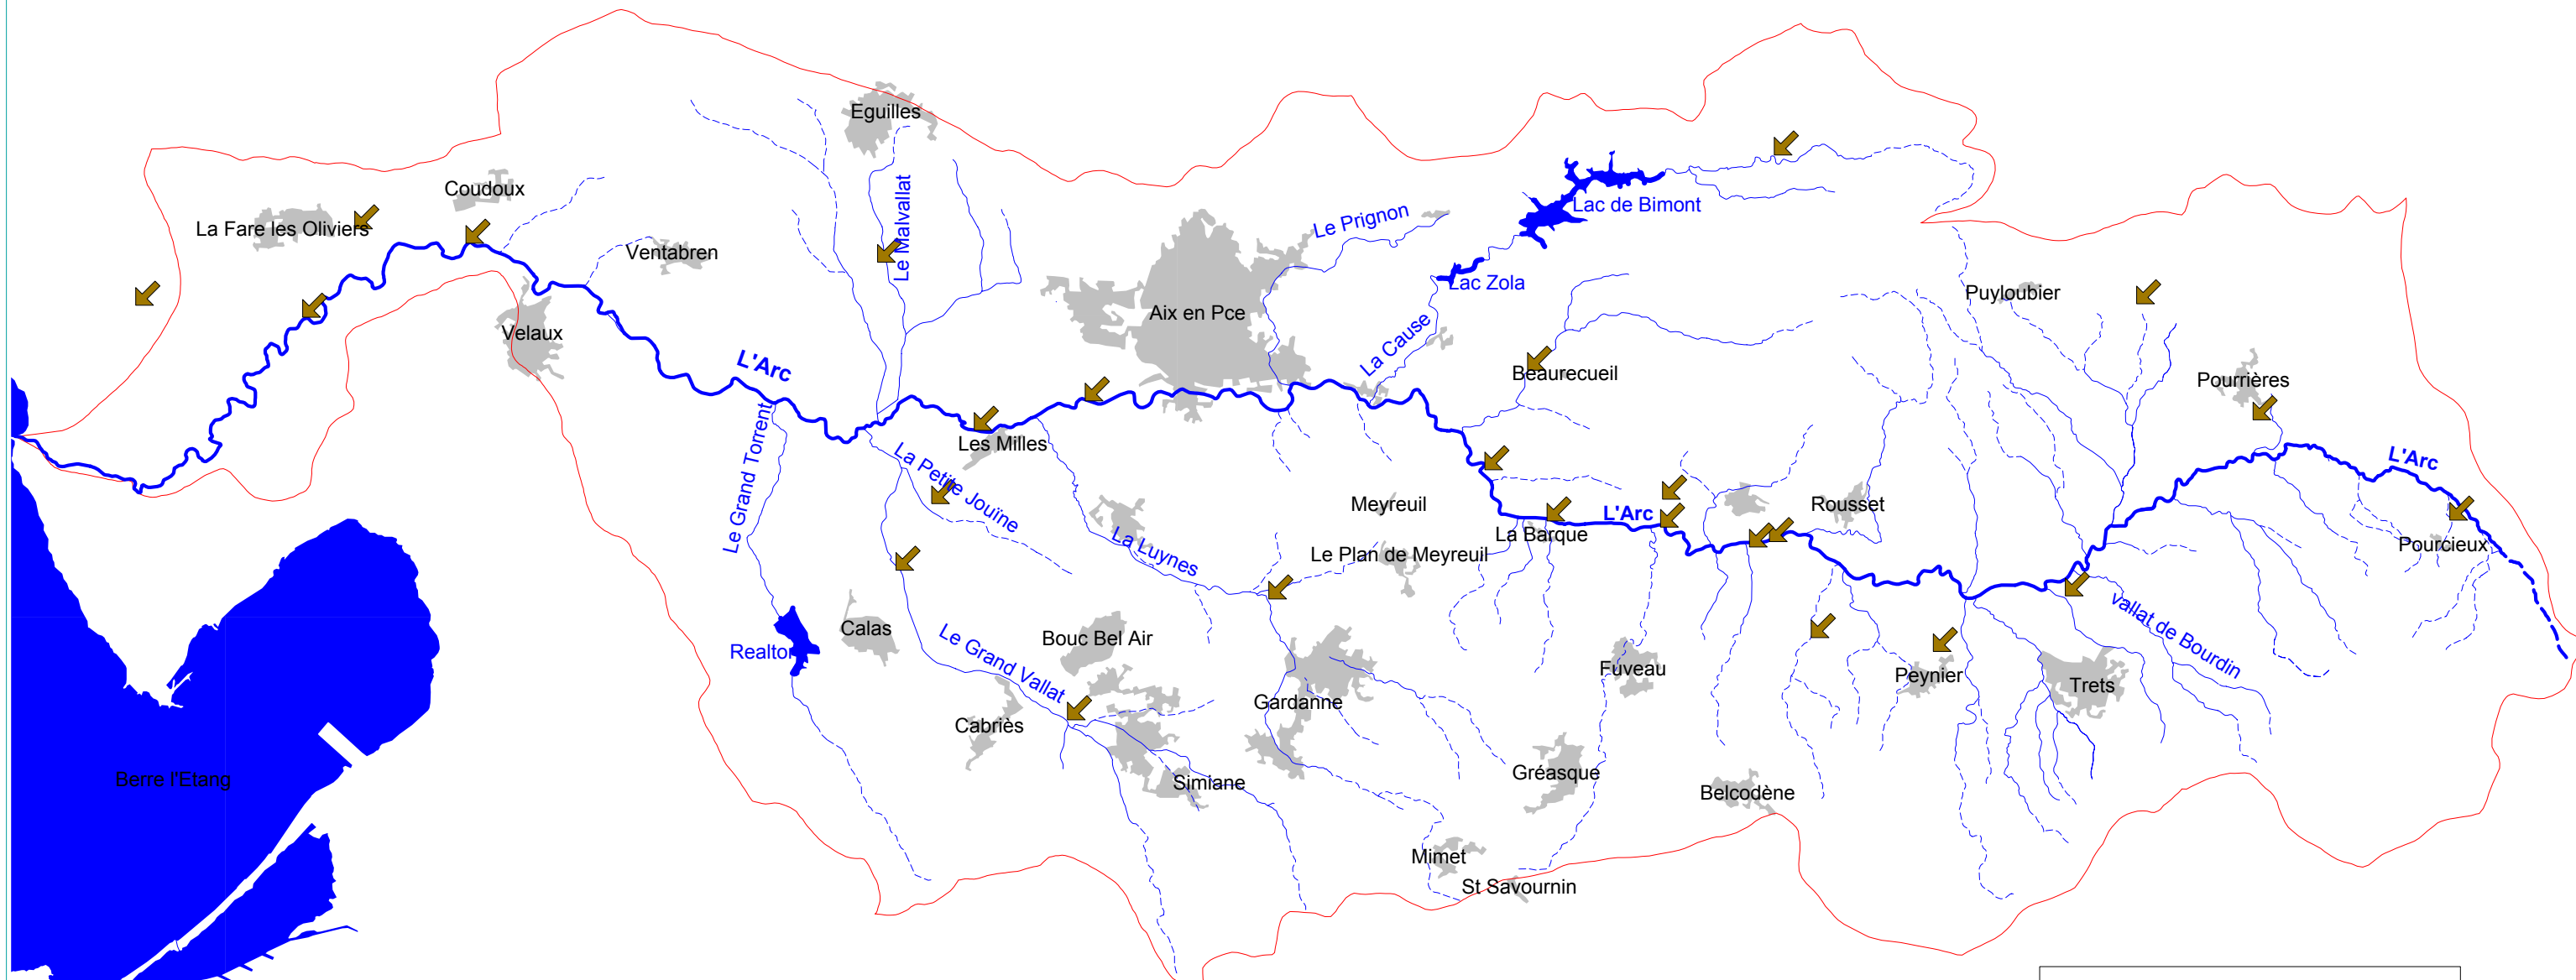 Eguilles
Coudoux
La Fare les Oliviers
Le Malvallat
Ventabren
Le Prignon
Lac de Bimont
Lac Zola
Puyloubier
Velaux
Aix en Pce
La Cause
L'Arc
Beaurecueil
Pourrières
Les Milles
L'Arc
Le Grand Torrent
La Petite Jouïne
Meyreuil
L'Arc
Rousset
La Barque
La Luynes
Le Plan de Meyreuil
Pourcieux
Calas
Bouc Bel Air
vallat de Bourdin
Realtor
Le Grand Vallat
Fuveau
Peynier
Trets
Gardanne
Cabriès
Berre l'Etang
Simiane
Gréasque
Belcodène
Mimet
St Savournin